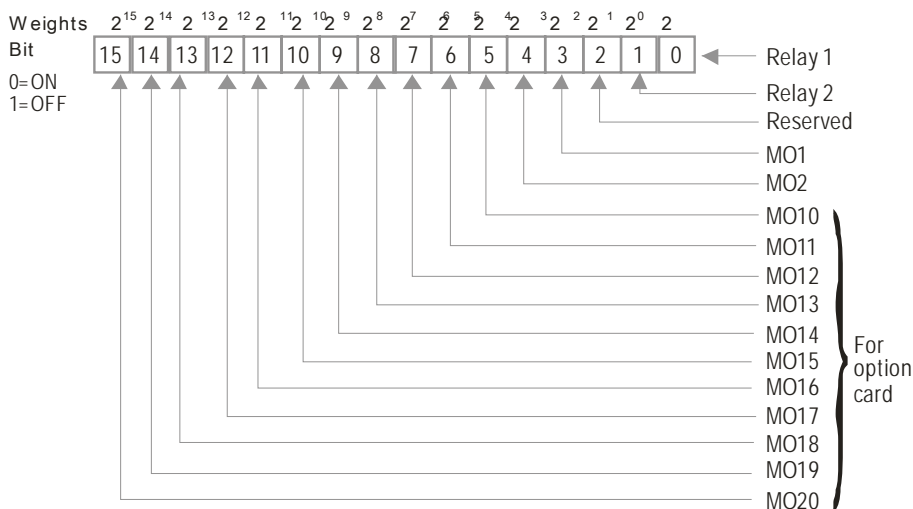 Weights 2^15 2^14 2^13 2^12 2^11 2^10 2^9 2^8 2^7 2^6 2^5 2^4 2^3 2^2 2^1 2^0
Bit 15 14 13 12 11 10 9 8 7 6 5 4 3 2 1 0
0=ON
1=OFF
Relay 1
Relay 2
Reserved
MO1
MO2
MO10
MO11
MO12
MO13
MO14
MO15
MO16
MO17
MO18
MO19
MO20
For
option
card